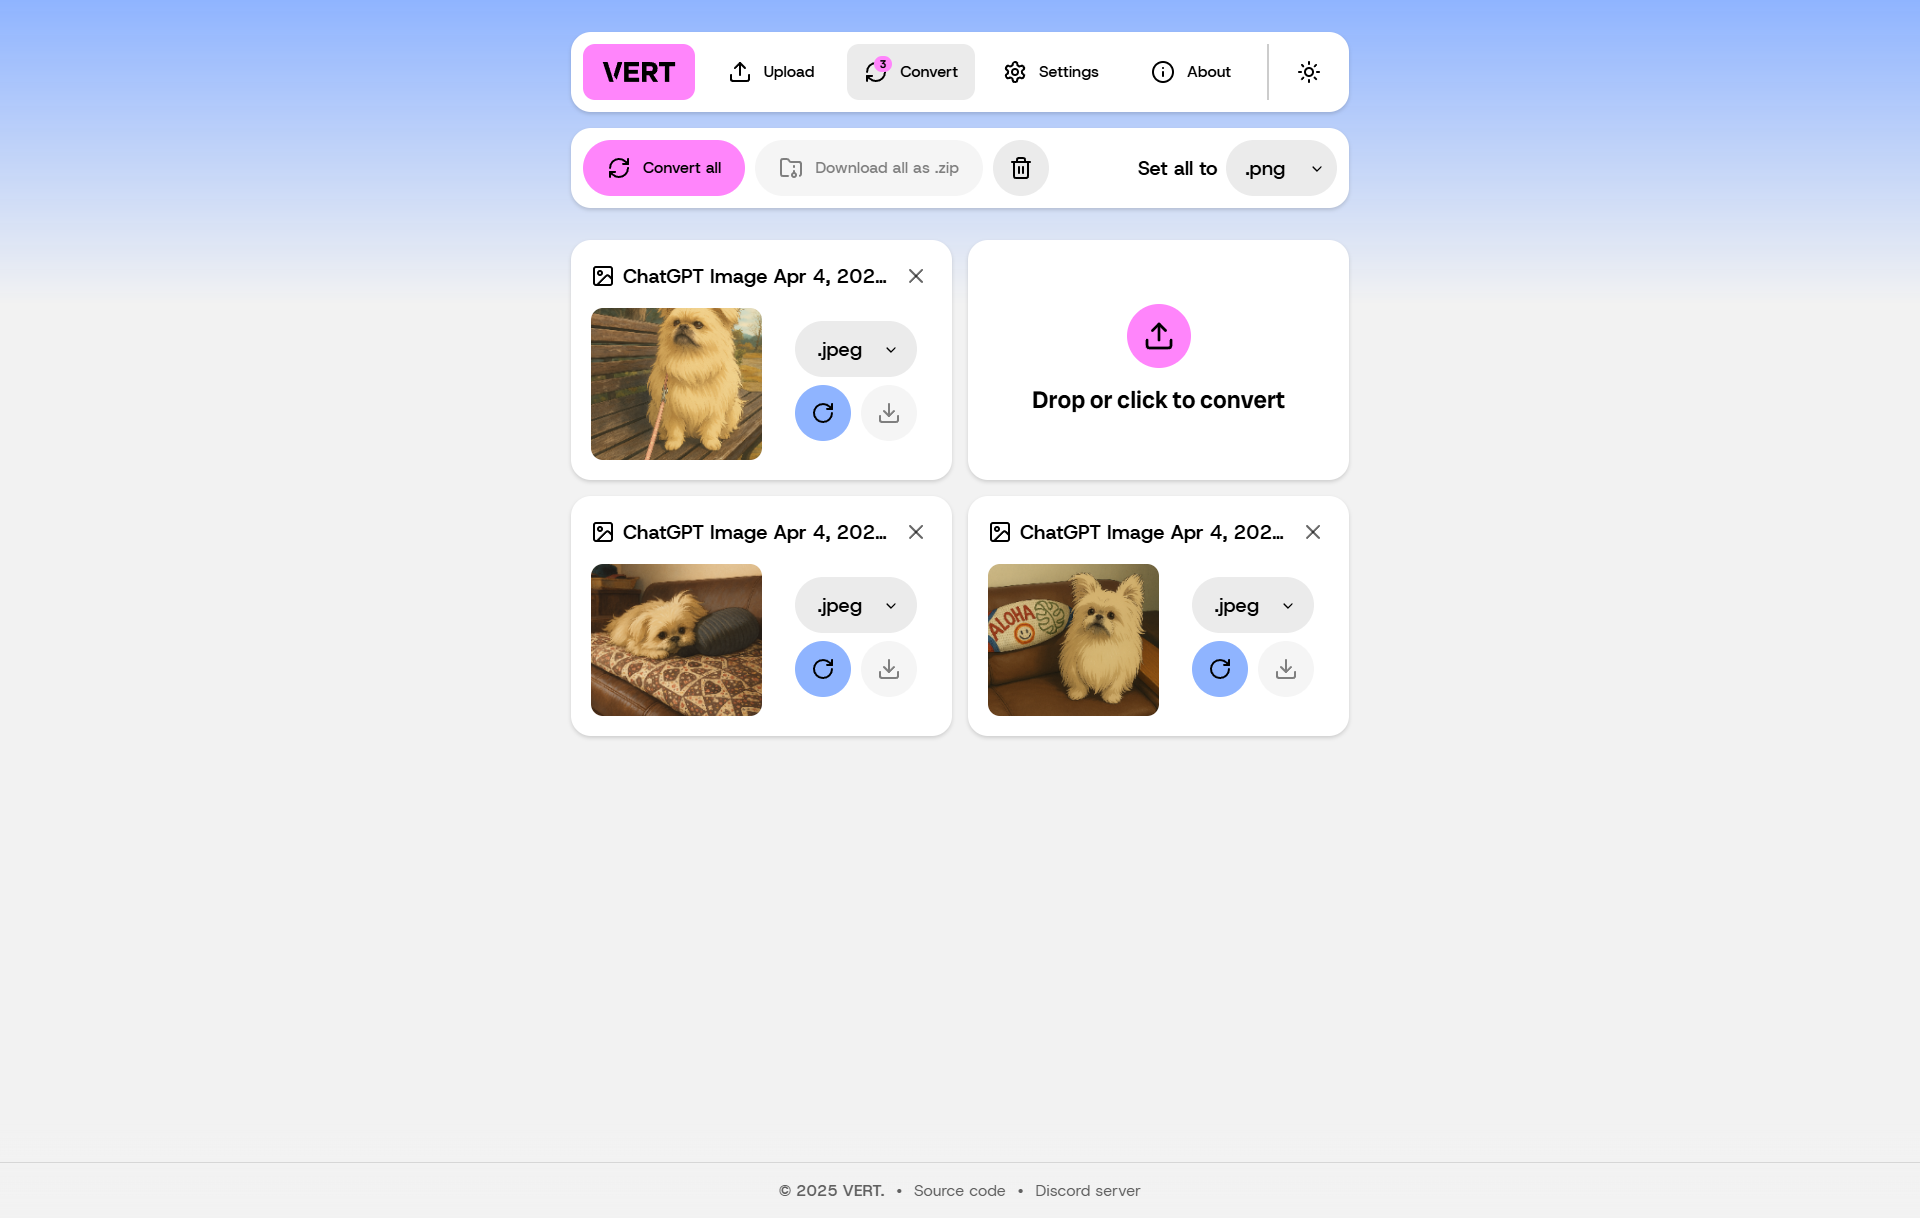 VERT
Upload
3
Convert
Settings
About
Convert all
Download all as .zip
Set all to
.png
ChatGPT Image Apr 4, 202...
.jpeg
Drop or click to convert
ChatGPT Image Apr 4, 202...
.jpeg
ChatGPT Image Apr 4, 202...
ALOHA
.jpeg
© 2025 VERT. • Source code • Discord server